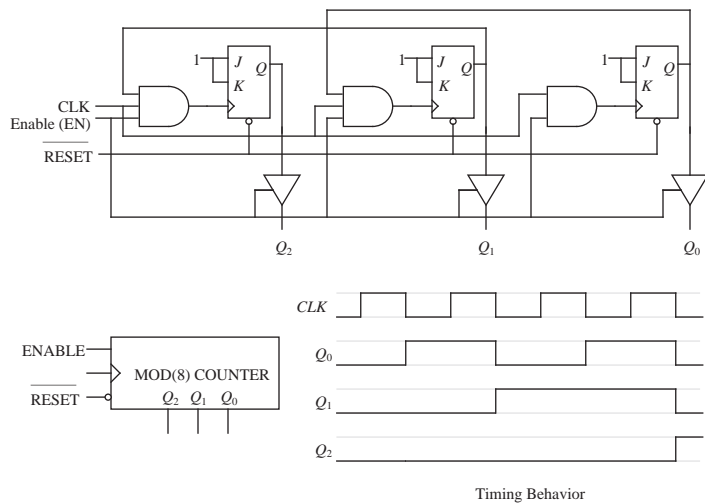 1 J Q 1 J Q 1 J Q
K K K
CLK
Enable (EN)
RESET
Q2 Q1 Q0
CLK
ENABLE
Q0
MOD(8) COUNTER
RESET Q2 Q1 Q0
Q1
Q2
Timing Behavior